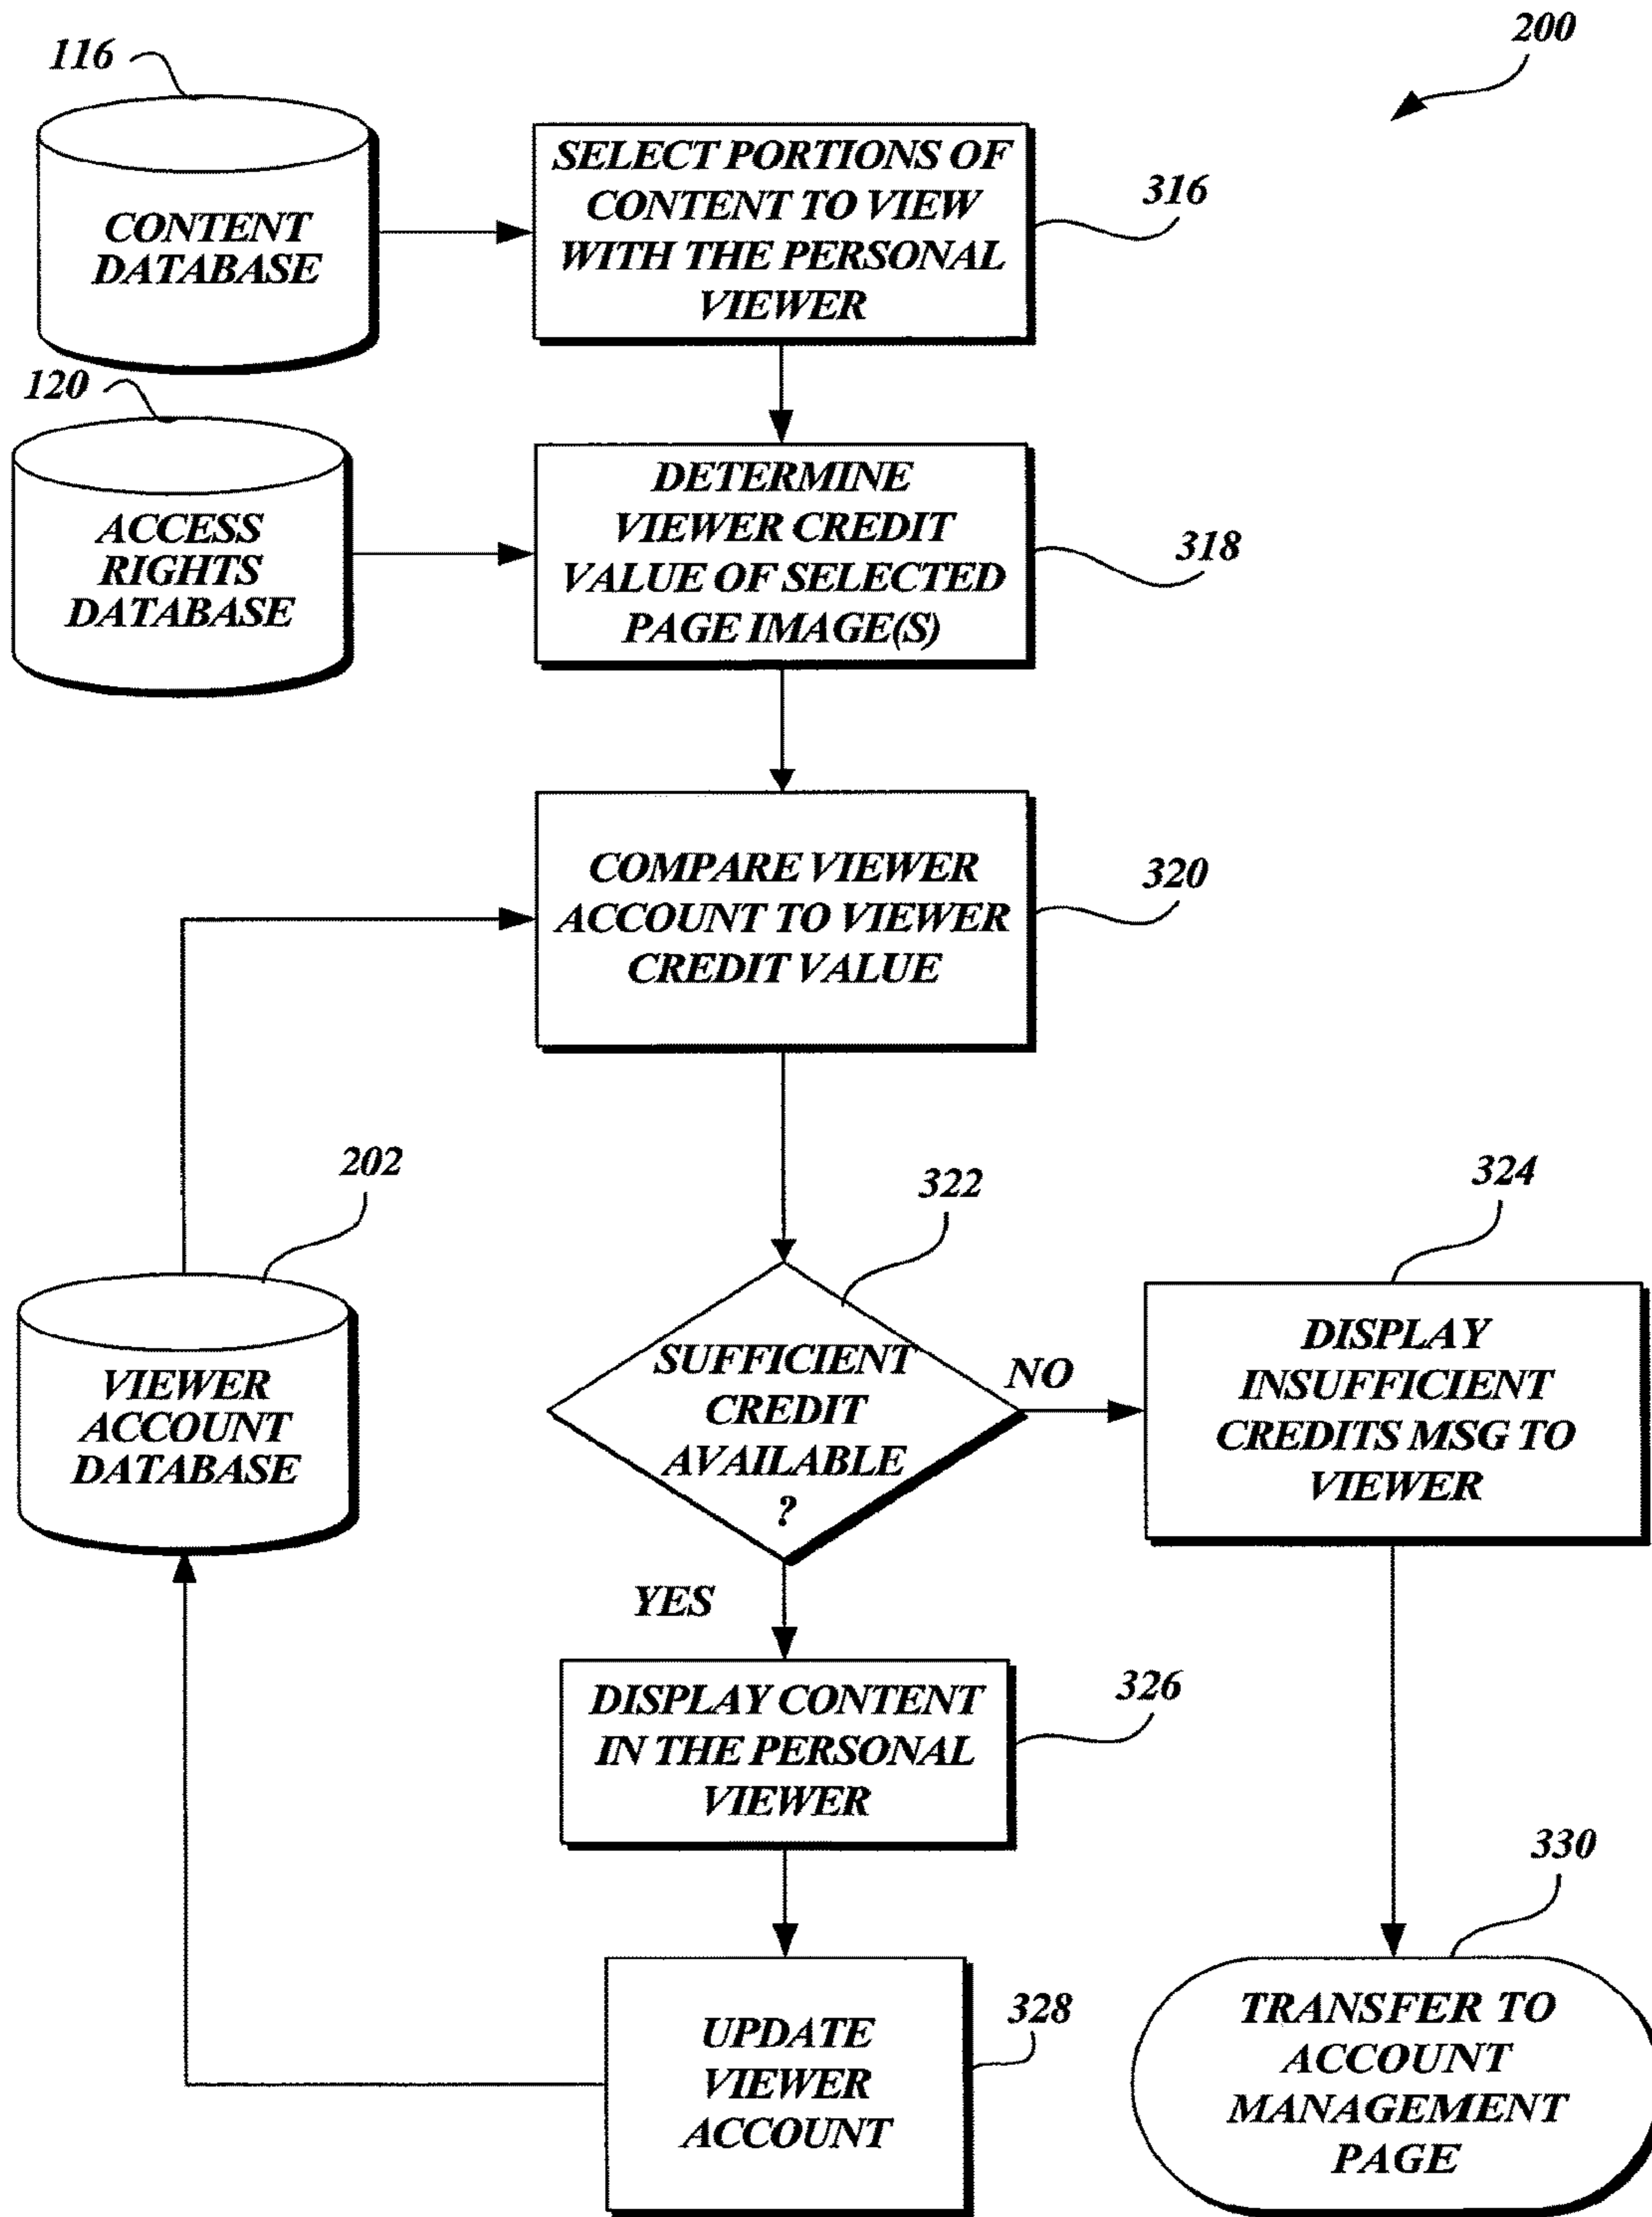 200
116
CONTENT
DATABASE
SELECT PORTIONS OF
CONTENT TO VIEW
WITH THE PERSONAL
VIEWER
316
120
ACCESS
RIGHTS
DATABASE
DETERMINE
VIEWER CREDIT
VALUE OF SELECTED
PAGE IMAGE(S)
318
COMPARE VIEWER
ACCOUNT TO VIEWER
CREDIT VALUE
320
202
VIEWER
ACCOUNT
DATABASE
322
SUFFICIENT
CREDIT
AVAILABLE
?
NO
324
DISPLAY
INSUFFICIENT
CREDITS MSG TO
VIEWER
YES
DISPLAY CONTENT
IN THE PERSONAL
VIEWER
326
UPDATE
VIEWER
ACCOUNT
328
330
TRANSFER TO
ACCOUNT
MANAGEMENT
PAGE